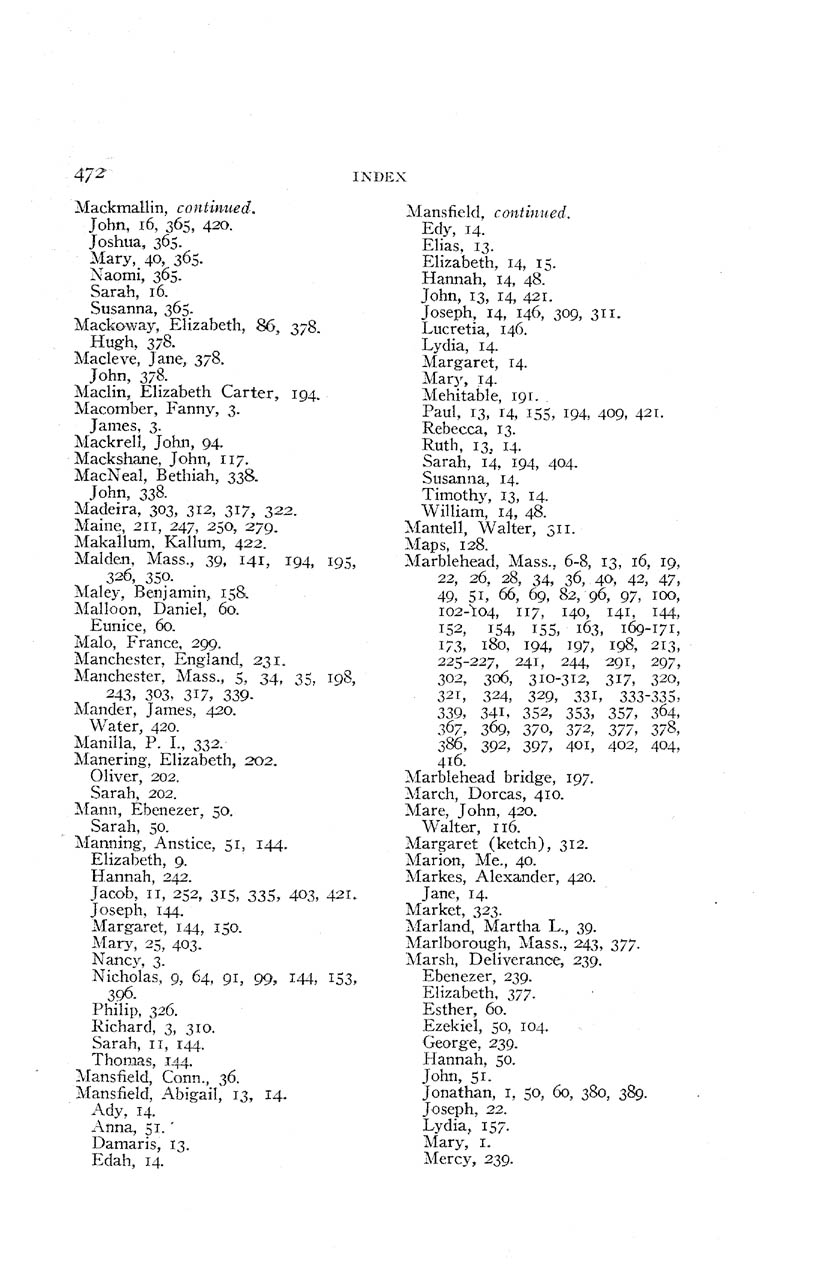 472
INDEX
Mackmallin, continued.
John, 16, 365, 420.
Joshua, 365.
Mary, 40, 365.
Naomi, 365.
Sarah, 16.
Susanna, 365.
Mackoway, Elizabeth, 86, 378.
Hugh, 378.
Macleve, Jane, 378.
John, 378.
Maclin, Elizabeth Carter, 194.
Macomber, Fanny, 3.
James, 3.
Mackrell, John, 94.
Mackshane, John, 117.
MacNeal, Bethiah, 338.
John, 338.
Madeira, 303, 312, 317, 322.
Maine, 211, 247, 250, 279.
Makallum, Kallum, 422.
Malden, Mass., 39, 141, 194, 195,
326, 350.
Maley, Benjamin, 158.
Malloon, Daniel, 60.
Eunice, 60.
Malo, France, 299.
Manchester, England, 231.
Manchester, Mass., 5, 34, 35, 198,
243, 303, 317, 339.
Mander, James, 420.
Water, 420.
Manilla, P. I., 332.
Manering, Elizabeth, 202.
Oliver, 202.
Sarah, 202.
Mann, Ebenezer, 50.
Sarah, 50.
Manning, Anstice, 51, 144.
Elizabeth, 9.
Hannah, 242.
Jacob, 11, 252, 315, 335, 403, 421.
Joseph, 144.
Margaret, 144, 150.
Mary, 25, 403.
Nancy, 3.
Nicholas, 9, 64, 91, 99, 144, 153,
396.
Philip, 326.
Richard, 3, 310.
Sarah, 11, 144.
Thomas, 144.
Mansfield, Conn., 36.
Mansfield, Abigail, 13, 14.
Ady, 14.
Anna, 51.
Damaris, 13.
Edah, 14.
Mansfield, continued.
Edy, 14.
Elias, 13.
Elizabeth, 14, 15.
Hannah, 14, 48.
John, 13, 14, 421.
Joseph, 14, 146, 309, 311.
Lucretia, 146.
Lydia, 14.
Margaret, 14.
Mary, 14.
Mehitable, 191.
Paul, 13, 14, 155, 194, 409, 421.
Rebecca, 13.
Ruth, 13, 14.
Sarah, 14, 194, 404.
Susanna, 14.
Timothy, 13, 14.
William, 14, 48.
Mantell, Walter, 311.
Maps, 128.
Marblehead, Mass., 6-8, 13, 16, 19,
22, 26, 28, 34, 36, 40, 42, 47,
49, 51, 66, 69, 82, 96, 97, 100,
102-104, 117, 140, 141, 144,
152, 154, 155, 163, 169-171,
173, 180, 194, 197, 198, 213,
225-227, 241, 244, 291, 297,
302, 306, 310-312, 317, 320,
321, 324, 329, 331, 333-335,
339, 341, 352, 353, 357, 364,
367, 369, 370, 372, 377, 378,
386, 392, 397, 401, 402, 404,
416.
Marblehead bridge, 197.
March, Dorcas, 410.
Mare, John, 420.
Walter, 116.
Margaret (ketch), 312.
Marion, Me., 40.
Markes, Alexander, 420.
Jane, 14.
Market, 323.
Marland, Martha L., 39.
Marlborough, Mass., 243, 377.
Marsh, Deliverance, 239.
Ebenezer, 239.
Elizabeth, 377.
Esther, 60.
Ezekiel, 50, 104.
George, 239.
Hannah, 50.
John, 51.
Jonathan, 1, 50, 60, 380, 389.
Joseph, 22.
Lydia, 157.
Mary, 1.
Mercy, 239.